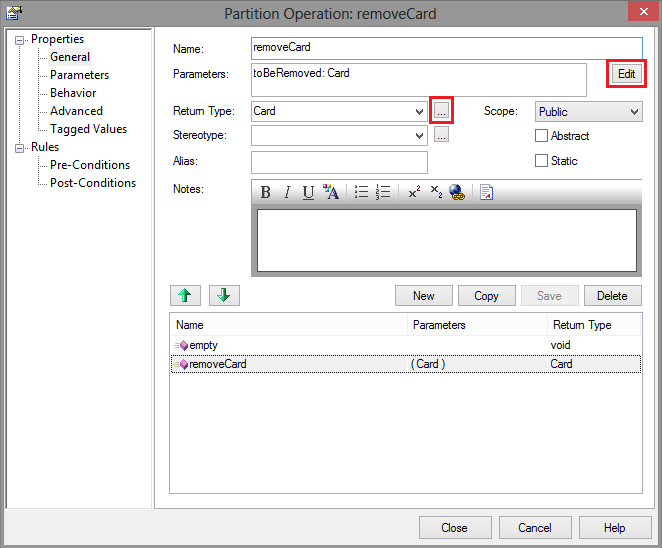 Partition Operation: removeCard
Properties
General
Parameters
Behavior
Advanced
Tagged Values
Rules
Pre-Conditions
Post-Conditions
Name: removeCard
Parameters: toBeRemoved: Card Edit
Return Type: Card ... Scope: Public
Stereotype: ... Abstract
Alias: Static
Notes: B I U A x² x₂
New Copy Save Delete
Name Parameters Return Type
empty void
removeCard ( Card ) Card
Close Cancel Help